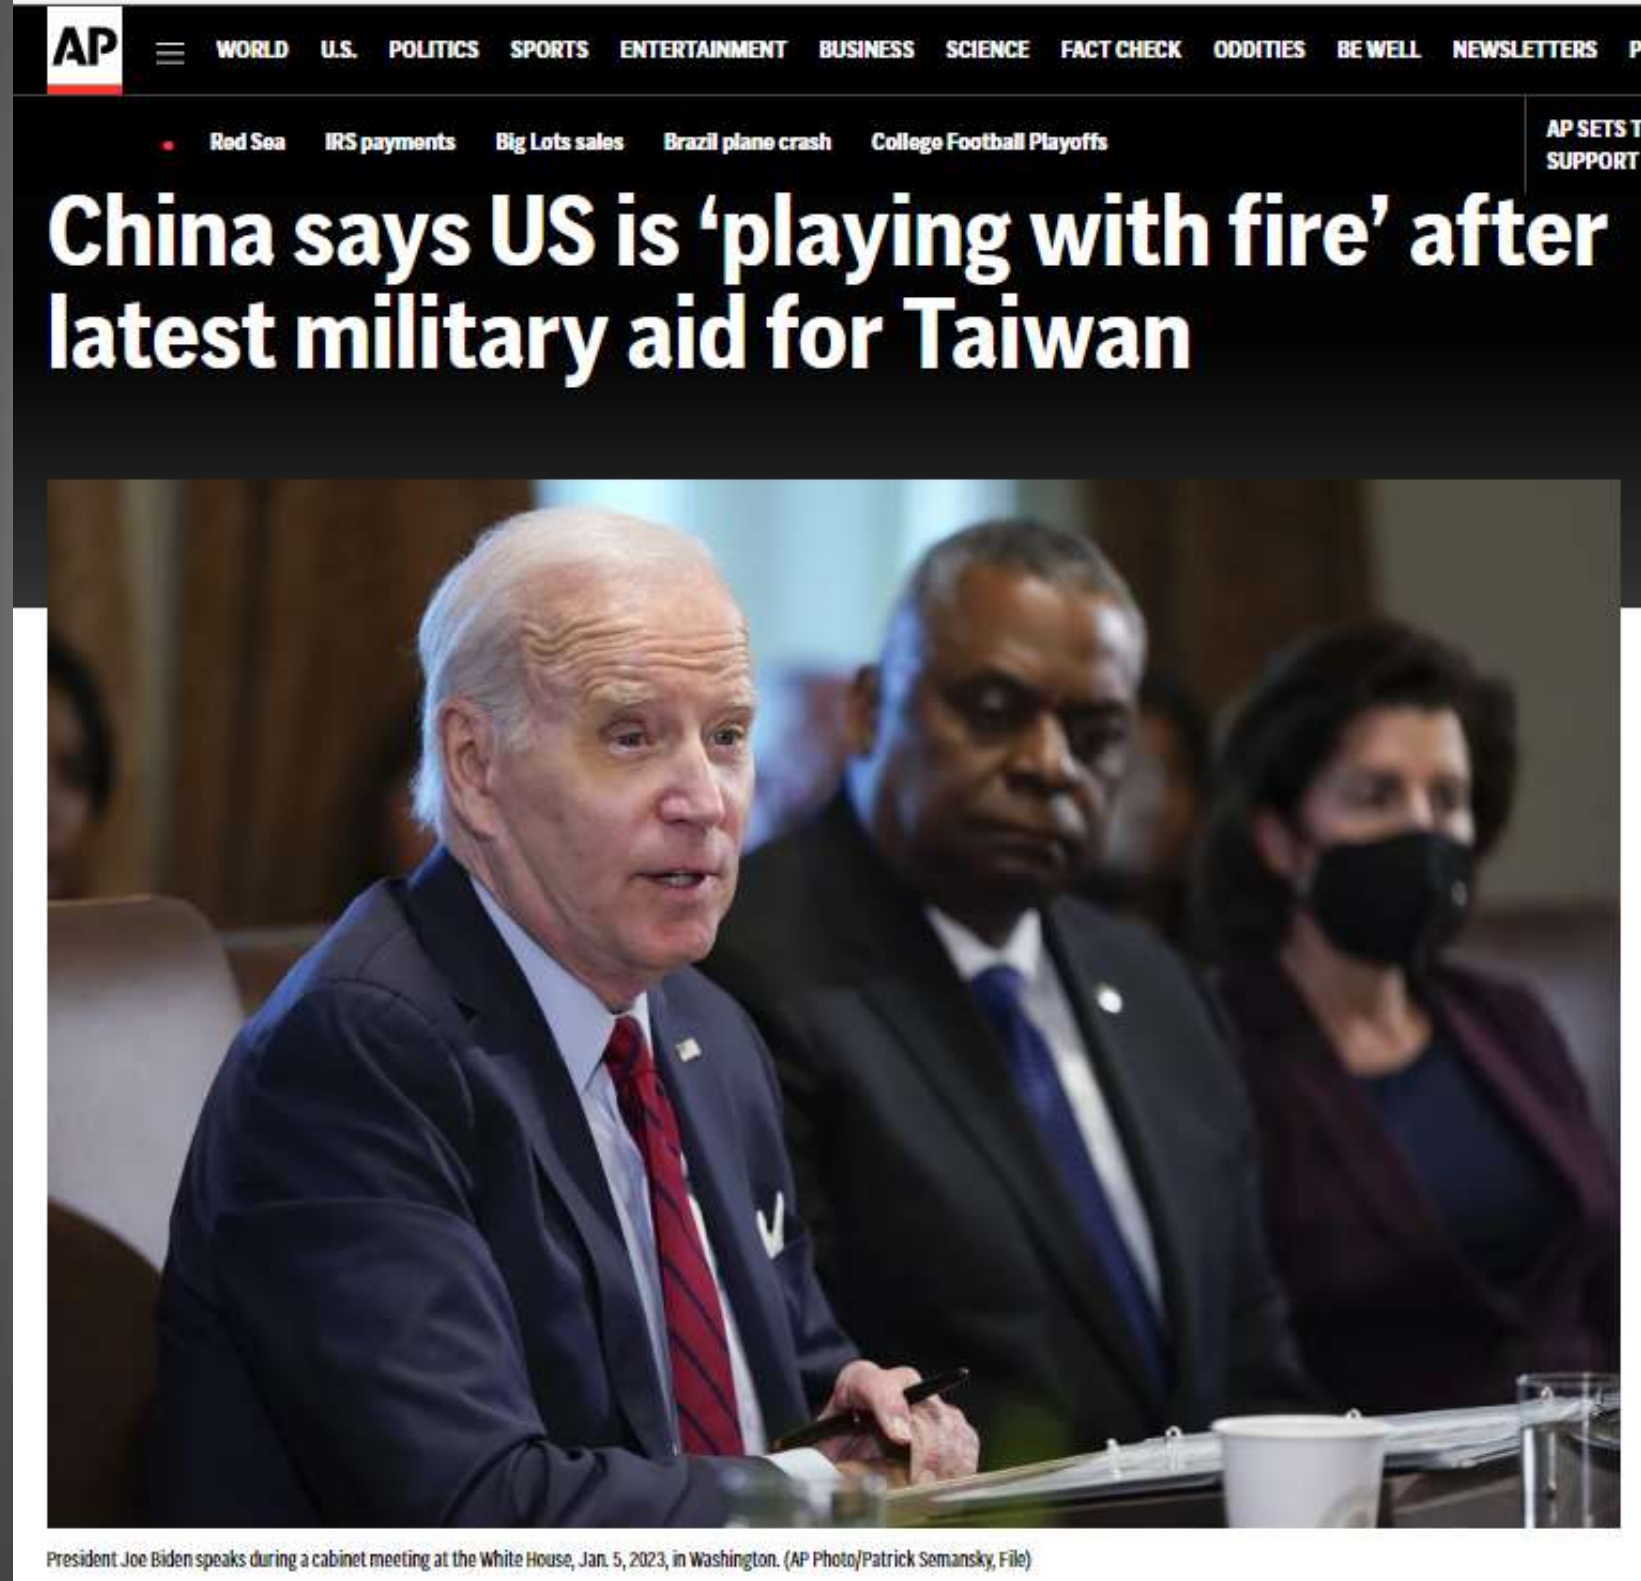 AP
WORLD U.S. POLITICS SPORTS ENTERTAINMENT BUSINESS SCIENCE FACT CHECK ODDITIES BE WELL NEWSLETTERS P
Red Sea IRS payments Big Lots sales Brazil plane crash College Football Playoffs
AP SETS T
SUPPORT
China says US is ‘playing with fire’ after
latest military aid for Taiwan
President Joe Biden speaks during a cabinet meeting at the White House, Jan. 5, 2023, in Washington. (AP Photo/Patrick Semansky, File)